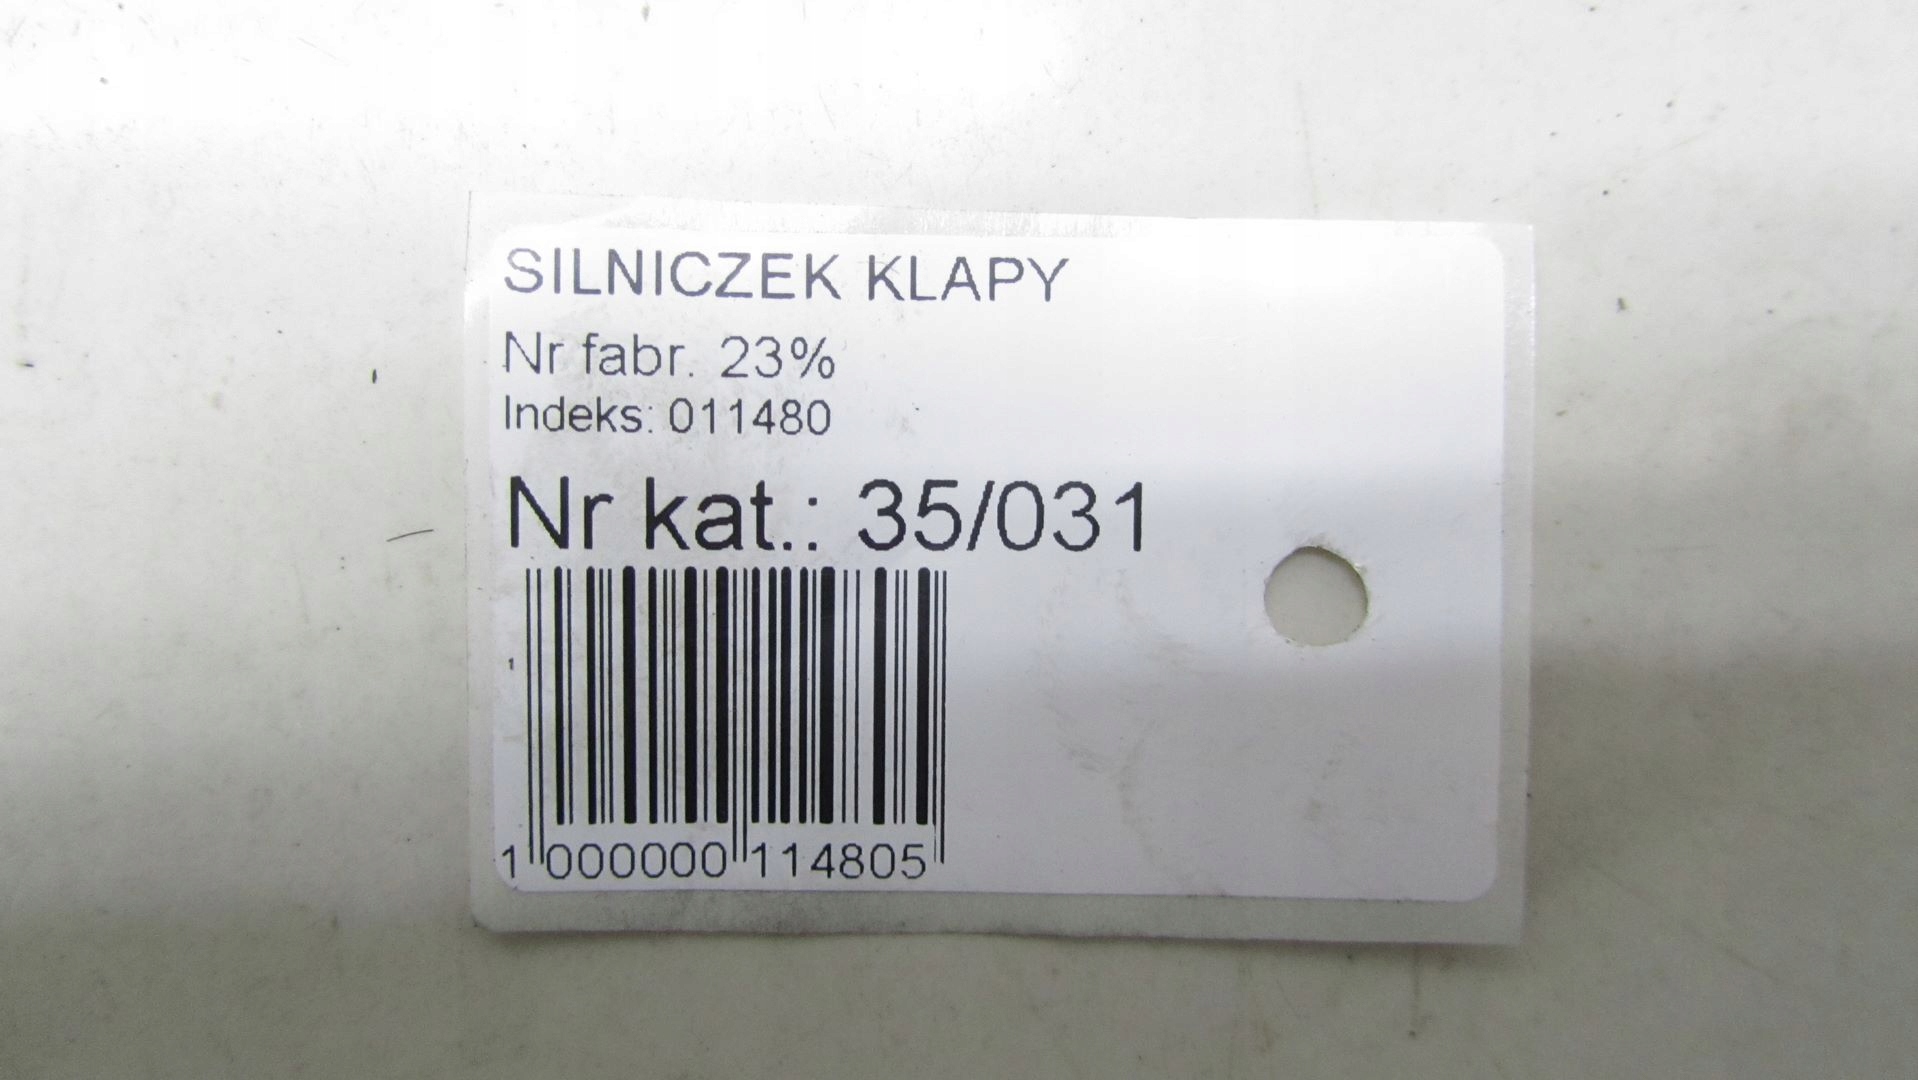 SILNICZEK KLAPY
Nr fabr. 23%
Indeks: 011480
Nr kat.: 35/031
1 000000 114805